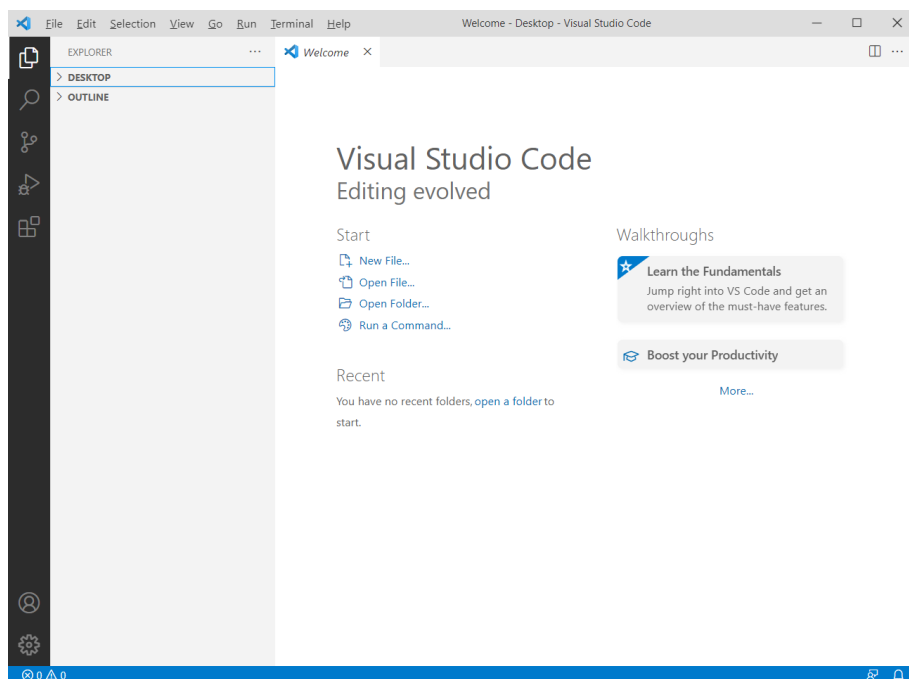 File Edit Selection View Go Run Terminal Help Welcome - Desktop - Visual Studio Code
EXPLORER
Welcome
DESKTOP
OUTLINE
Visual Studio Code
Editing evolved
Start
New File...
Open File...
Open Folder...
Run a Command...
Recent
You have no recent folders, open a folder to
start.
Walkthroughs
Learn the Fundamentals
Jump right into VS Code and get an
overview of the must-have features.
Boost your Productivity
More...
0 0